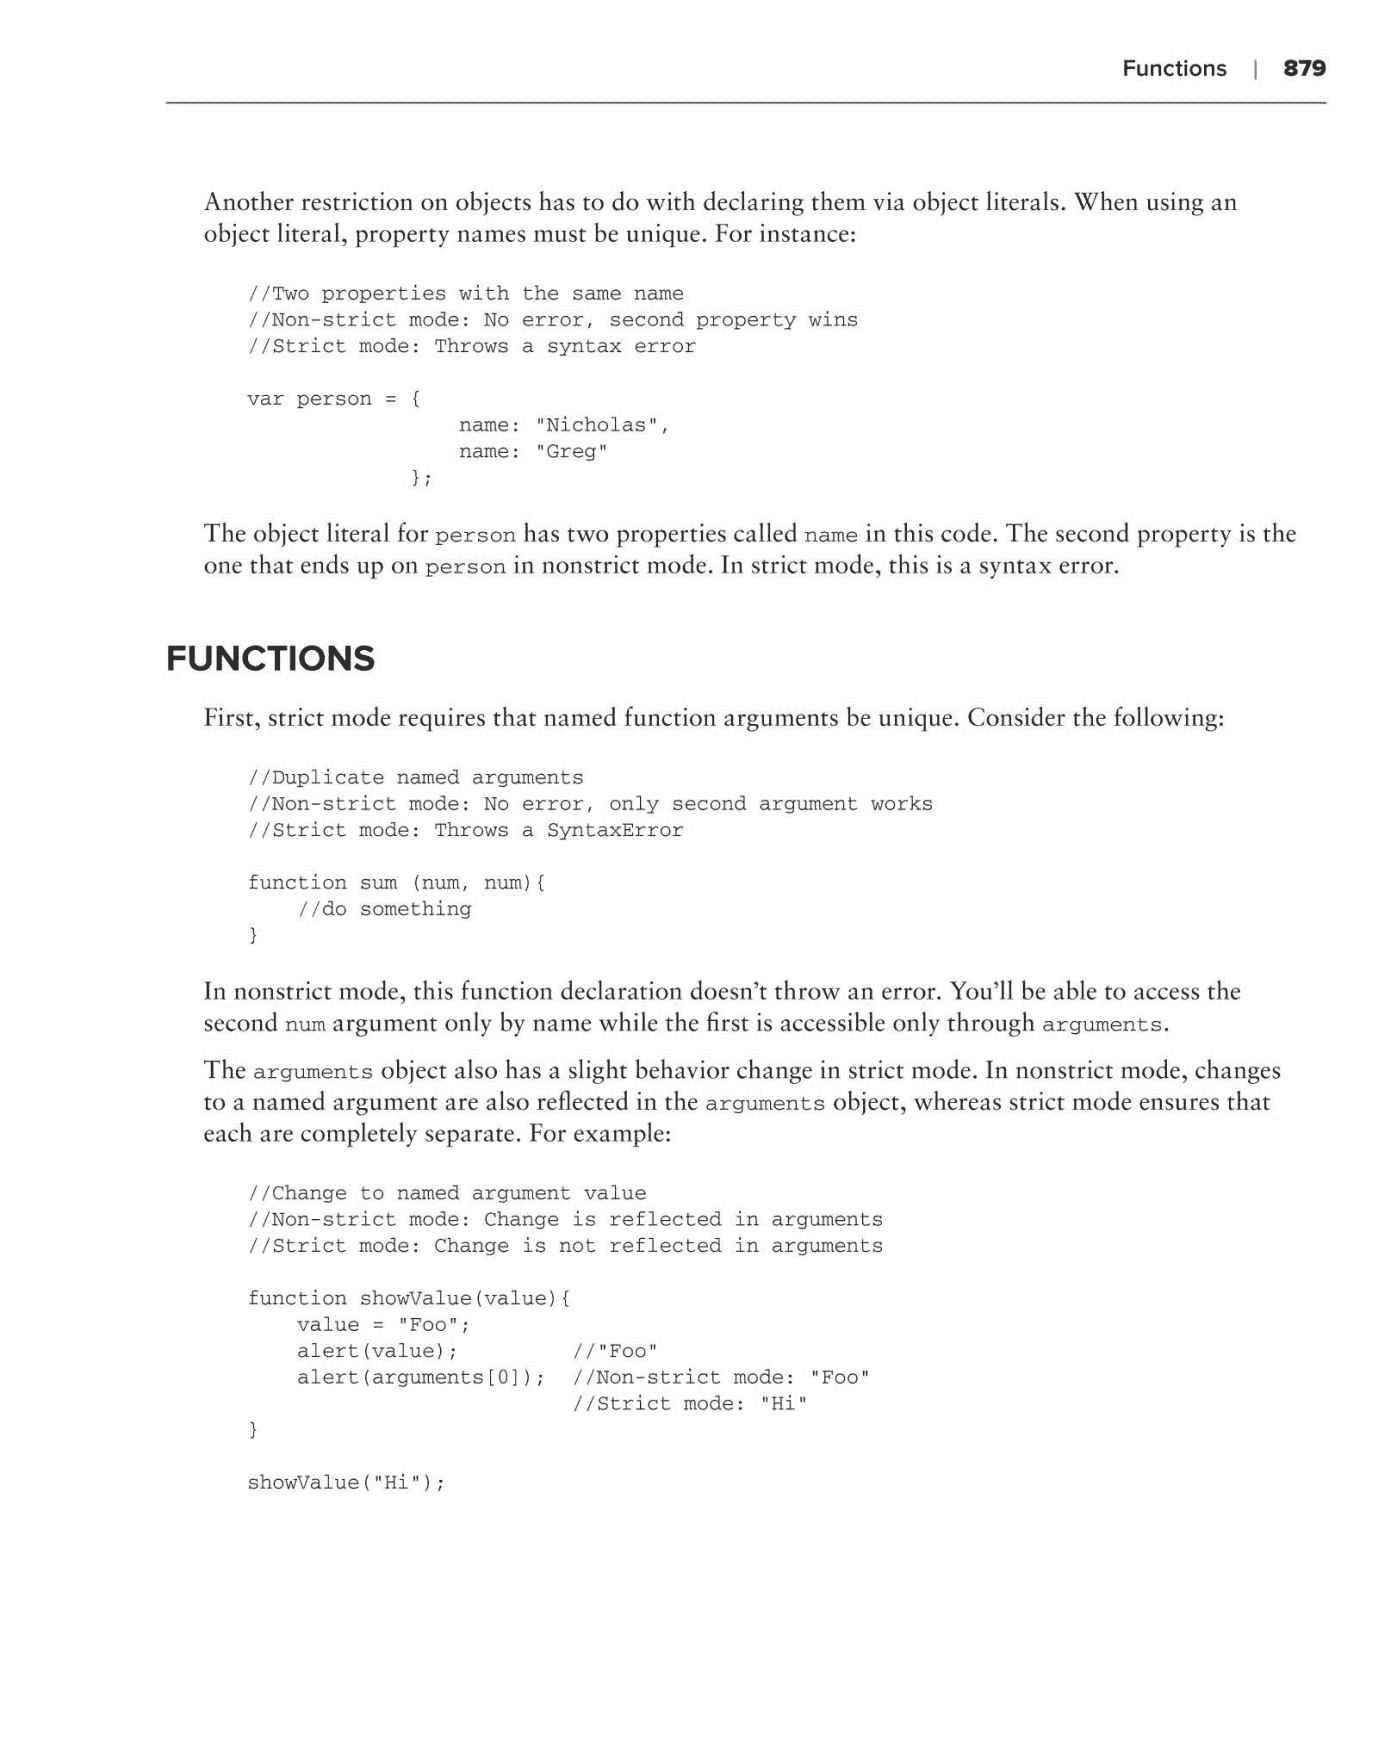 Functions | 879
Another restriction on objects has to do with declaring them via object literals. When using an
object literal, property names must be unique. For instance:
//Two properties with the same name
//Non-strict mode: No error, second property wins
//Strict mode: Throws a syntax error
var person = {
name: "Nicholas",
name: "Greg"
};
The object literal for person has two properties called name in this code. The second property is the
one that ends up on person in nonstrict mode. In strict mode, this is a syntax error.
FUNCTIONS
First, strict mode requires that named function arguments be unique. Consider the following:
//Duplicate named arguments
//Non-strict mode: No error, only second argument works
//Strict mode: Throws a SyntaxError
function sum (num, num){
//do something
}
In nonstrict mode, this function declaration doesn’t throw an error. You’ll be able to access the
second num argument only by name while the first is accessible only through arguments.
The arguments object also has a slight behavior change in strict mode. In nonstrict mode, changes
to a named argument are also reflected in the arguments object, whereas strict mode ensures that
each are completely separate. For example:
//Change to named argument value
//Non-strict mode: Change is reflected in arguments
//Strict mode: Change is not reflected in arguments
function showValue(value){
value = "Foo";
alert(value); //"Foo"
alert(arguments[0]); //Non-strict mode: "Foo"
//Strict mode: "Hi"
}
showValue("Hi");